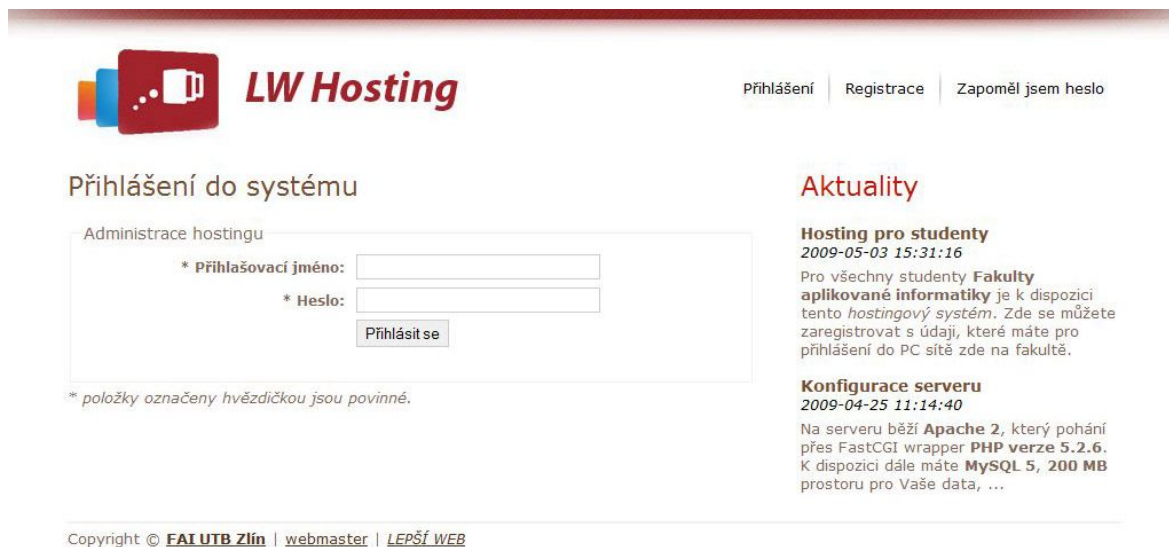 LW Hosting
Přihlášení
Registrace
Zapoměl jsem heslo
Přihlášení do systému
Administrace hostingu
* Přihlašovací jméno:
* Heslo:
Přihlásit se
* položky označeny hvězdičkou jsou povinné.
Aktuality
Hosting pro studenty
2009-05-03 15:31:16
Pro všechny studenty Fakulty
aplikované informatiky je k dispozici
tento hostingový systém. Zde se můžete
zaregistrovat s údaji, které máte pro
přihlášení do PC sítě zde na fakultě.
Konfigurace serveru
2009-04-25 11:14:40
Na serveru běží Apache 2, který pohání
přes FastCGI wrapper PHP verze 5.2.6.
K dispozici dále máte MySQL 5, 200 MB
prostoru pro Vaše data, ...
Copyright © FAI UTB Zlín | webmaster | LEPŠÍ WEB